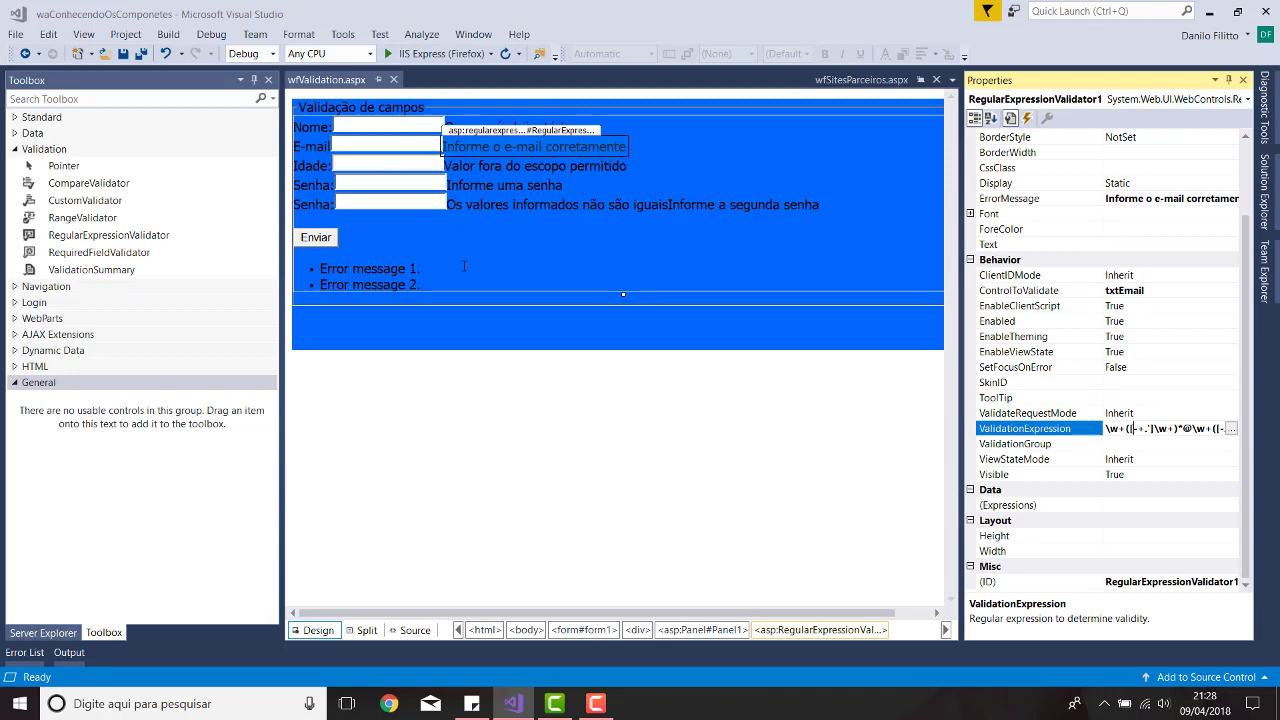 waConhecendoOsComponetes - Microsoft Visual Studio
Quick Launch (Ctrl+Q)
File Edit View Project Build Debug Team Format Tools Test Analyze Window Help
Danilo Filitto DF
Debug Any CPU IIS Express (Firefox) Automatic (None) (Default
Toolbox
Search Toolbox
Standard
Data
Validation
Pointer
CompareValidator
CustomValidator
RangeValidator
RegularExpressionValidator
RequiredFieldValidator
ValidationSummary
Navigation
Login
WebParts
AJAX Extensions
Dynamic Data
HTML
General
There are no usable controls in this group. Drag an item
onto this text to add it to the toolbox.
Server Explorer Toolbox
Error List Output
wfValidation.aspx
wfSitesParceiros.aspx
Validação de campos
Nome:
asp:regularexpres...#RegularExpres...
E-mail Informe o e-mail corretamente
Idade: Valor fora do escopo permitido
Senha: Informe uma senha
Senha: Os valores informados não são iguaisInforme a segunda senha
Enviar
• Error message 1.
• Error message 2.
Design Split Source <html> <body> <form#form1> <div> <asp:Panel#Panel1> <asp:RegularExpressionVal...>
Properties
RegularExpressionValidator1 System.Web.UI.WebControls.Re
BorderStyle NotSet
BorderWidth
CssClass
Display Static
ErrorMessage Informe o e-mail corretamen
Font
ForeColor
Text
Behavior
ClientIDMode Inherit
ControlToValidate txtEmail
EnableClientScript True
Enabled True
EnableTheming True
EnableViewState True
SetFocusOnError False
SkinID
ToolTip
ValidateRequestMode Inherit
ValidationExpression \w+([-+.']\w+)*@\w+([-. ...
ValidationGroup
ViewStateMode Inherit
Visible True
Data
(Expressions)
Layout
Height
Width
Misc
(ID) RegularExpressionValidator1
ValidationExpression
Regular expression to determine validity.
Diagnostic Tools
Solution Explorer
Team Explorer
Ready
Add to Source Control
Digite aqui para pesquisar
21:28
09/04/2018